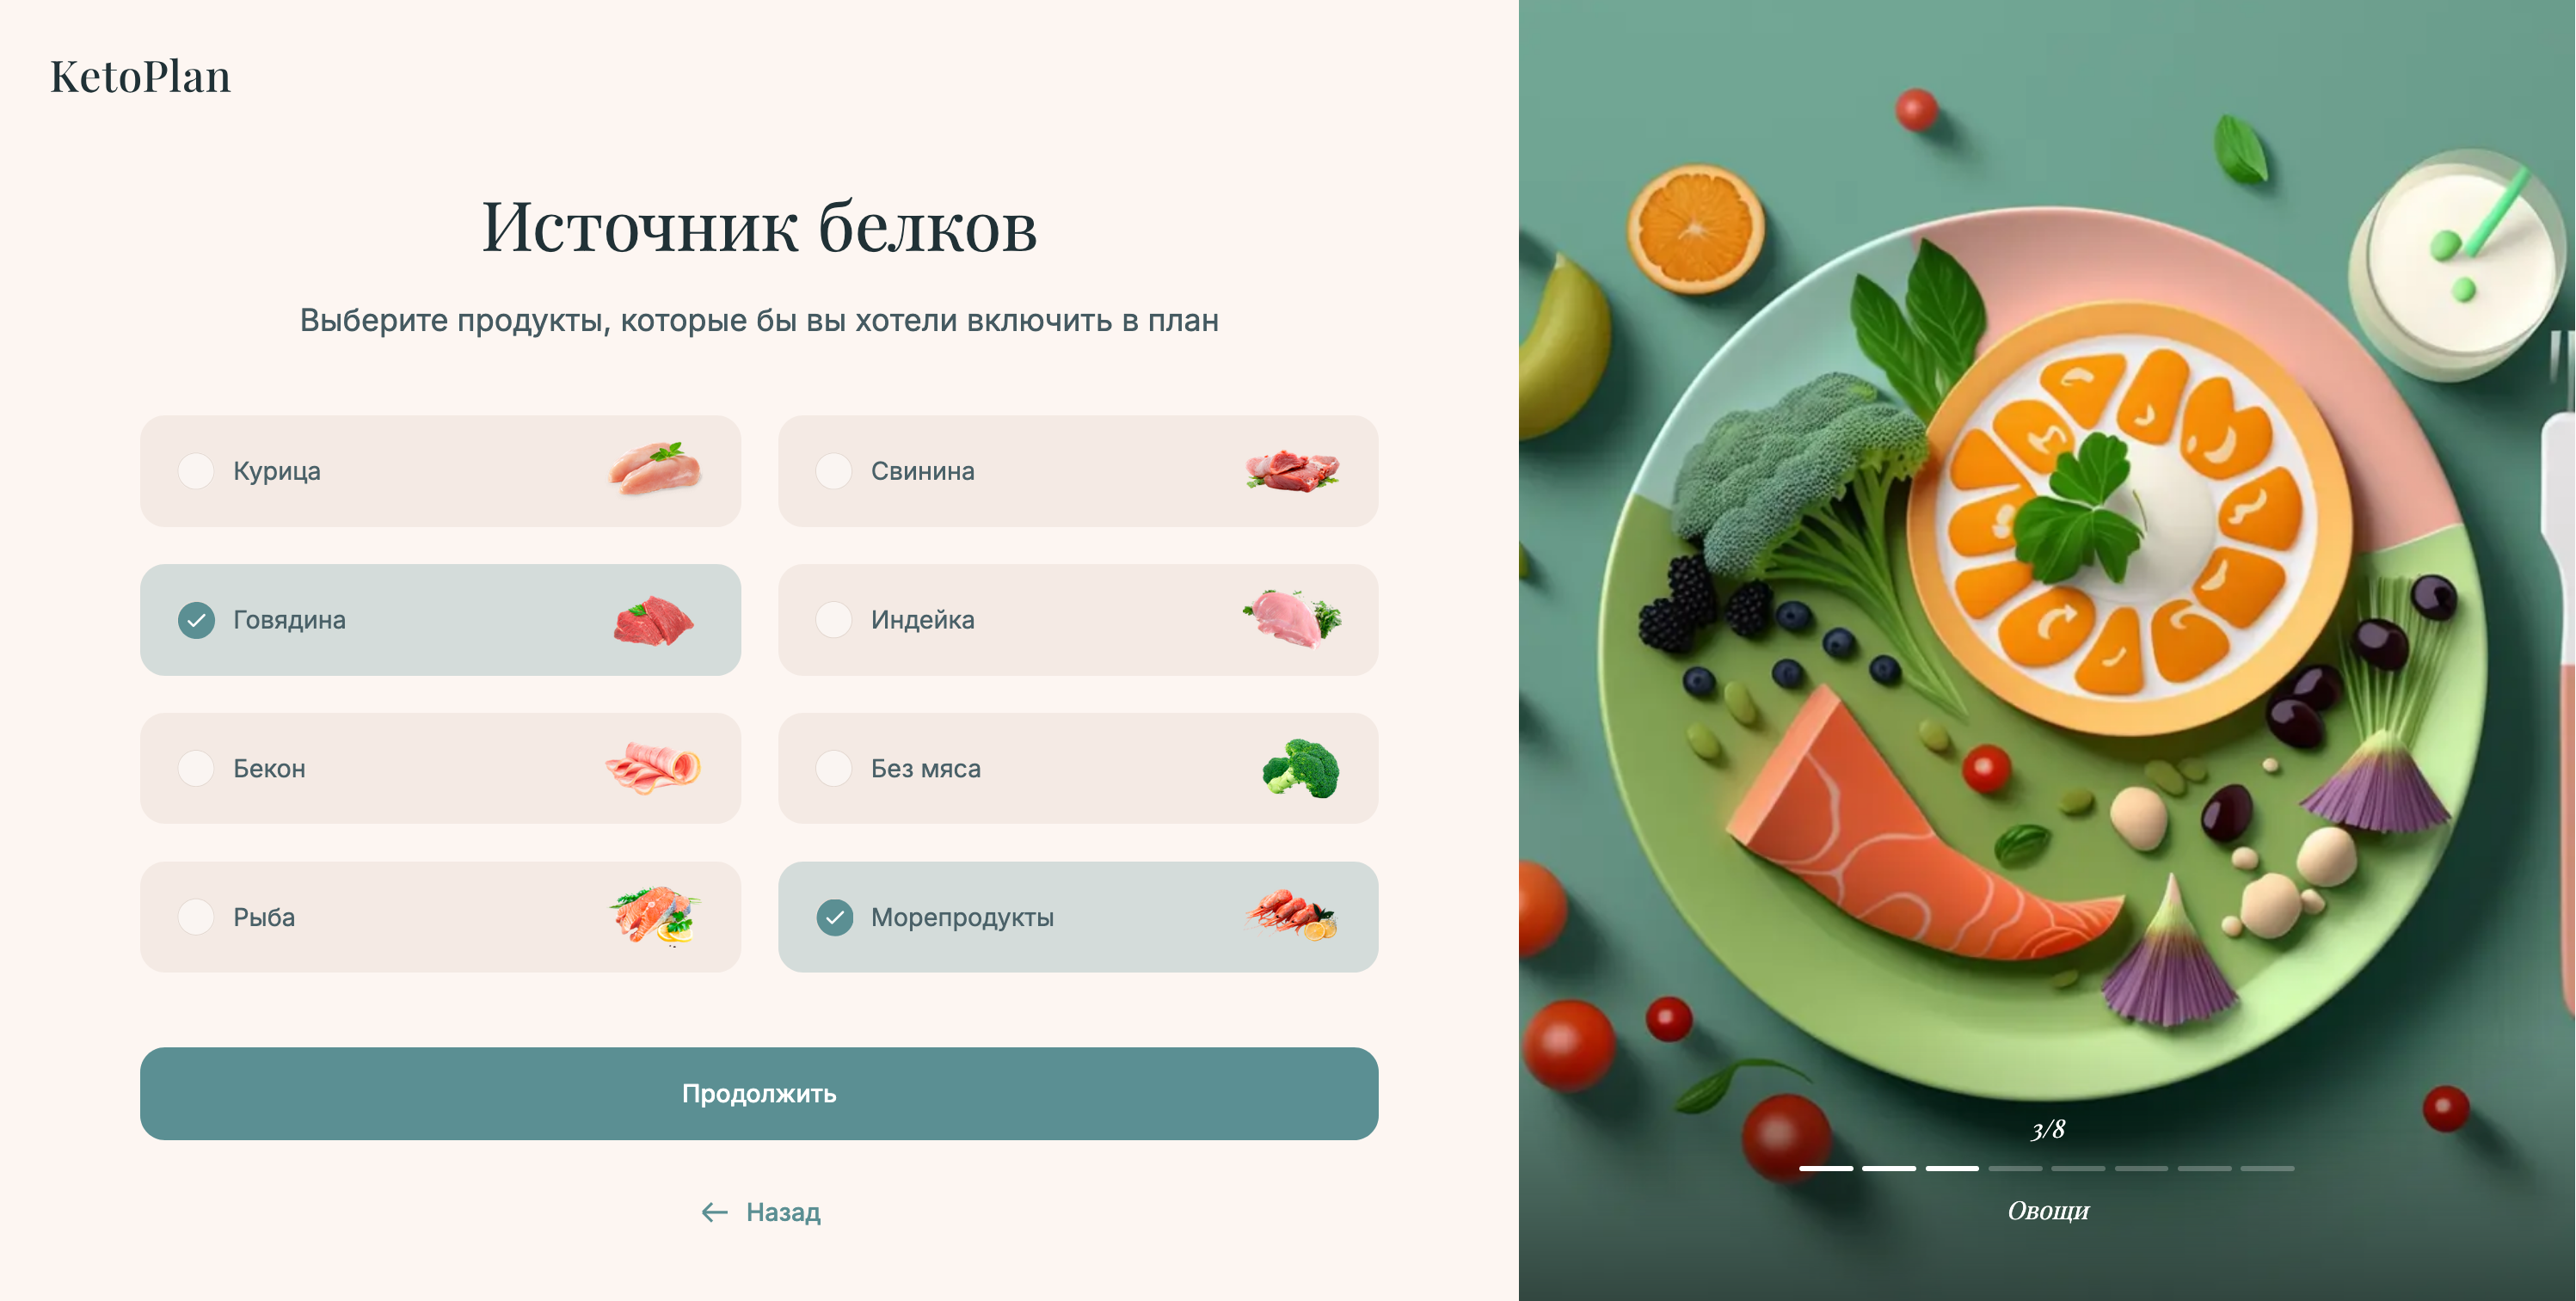 KetoPlan
Источник белков
Выберите продукты, которые бы вы хотели включить в план
Курица
Свинина
Говядина
Индейка
Бекон
Без мяса
Рыба
Морепродукты
Продолжить
← Назад
3/8
Овощи